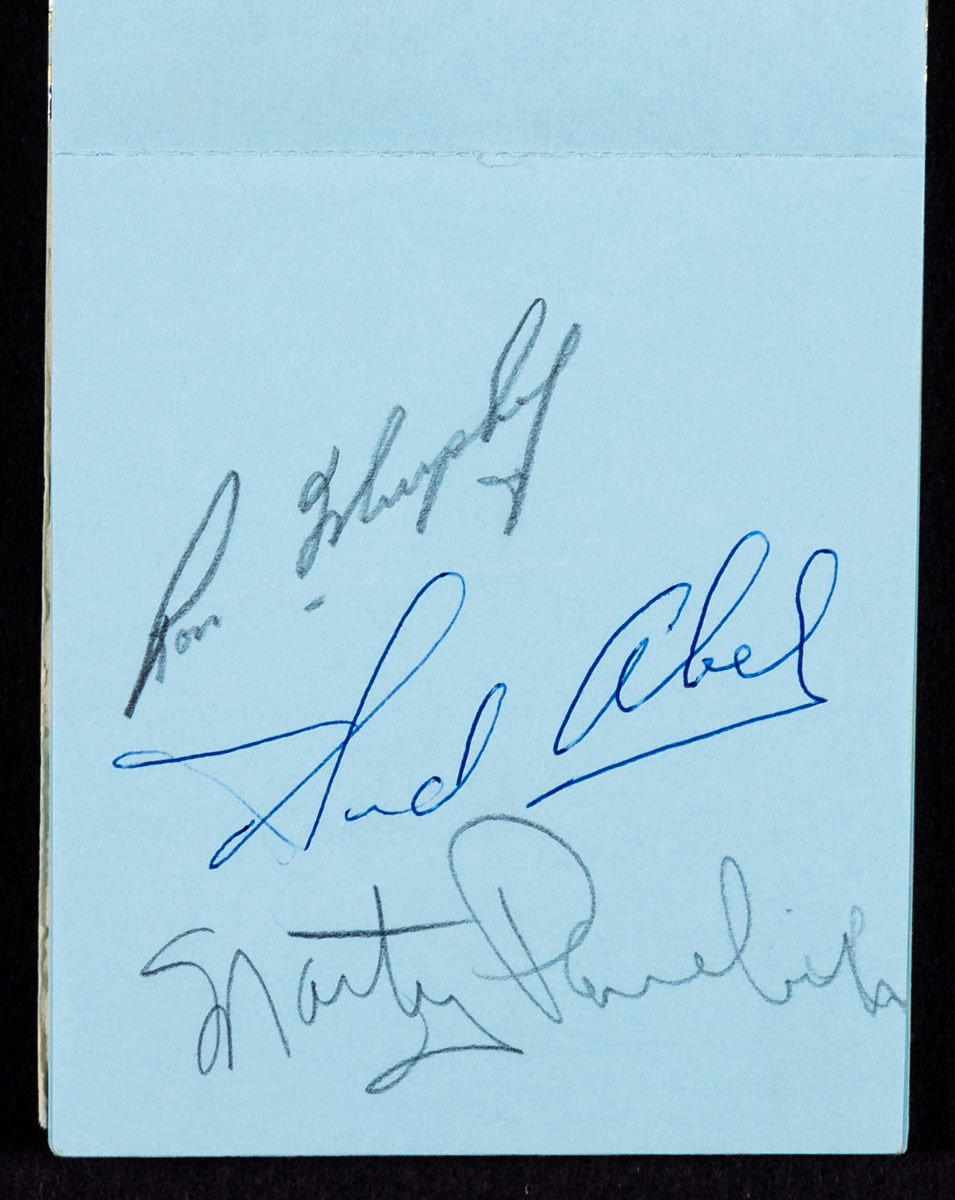 Ron Murphy
Sid Abel
Marty Pavelich